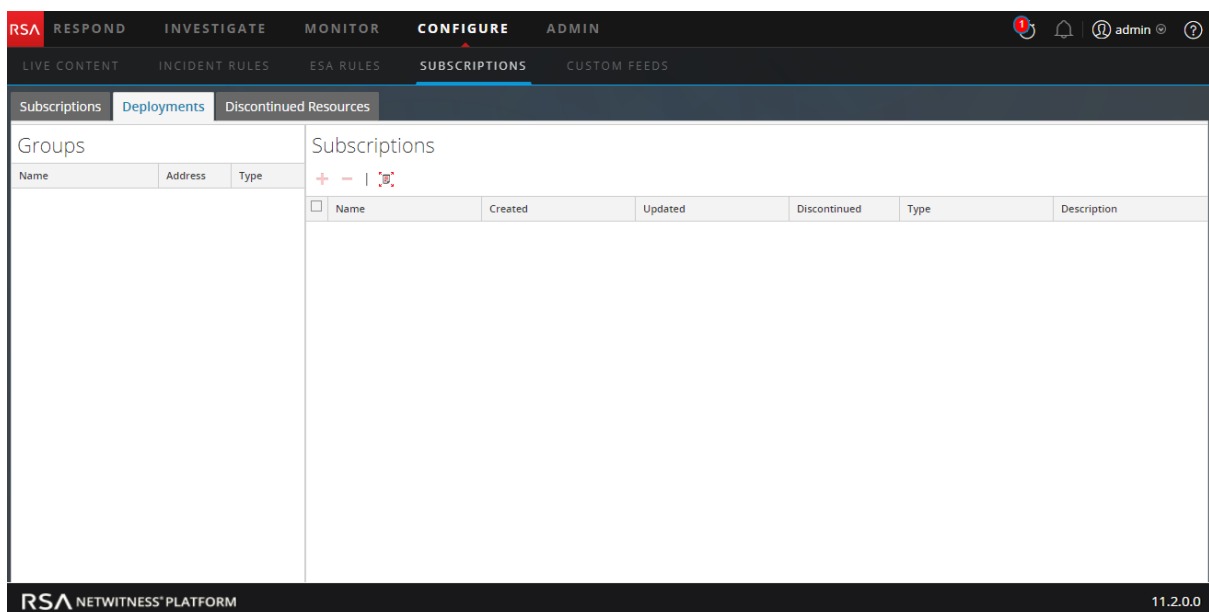 RSA RESPOND INVESTIGATE MONITOR CONFIGURE ADMIN 1 admin ?
LIVE CONTENT INCIDENT RULES ESA RULES SUBSCRIPTIONS CUSTOM FEEDS
Subscriptions Deployments Discontinued Resources
Groups
Name Address Type
Subscriptions
Name Created Updated Discontinued Type Description
RSA NETWITNESS® PLATFORM 11.2.0.0